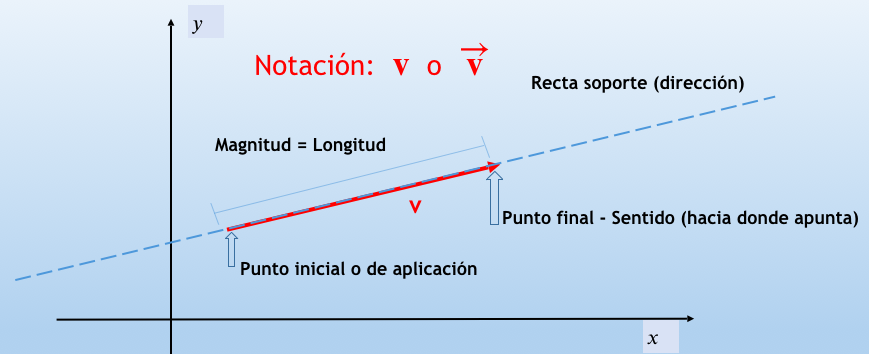 y
Notación: v o v⃗
Recta soporte (dirección)
Magnitud = Longitud
v
Punto final - Sentido (hacia donde apunta)
Punto inicial o de aplicación
x